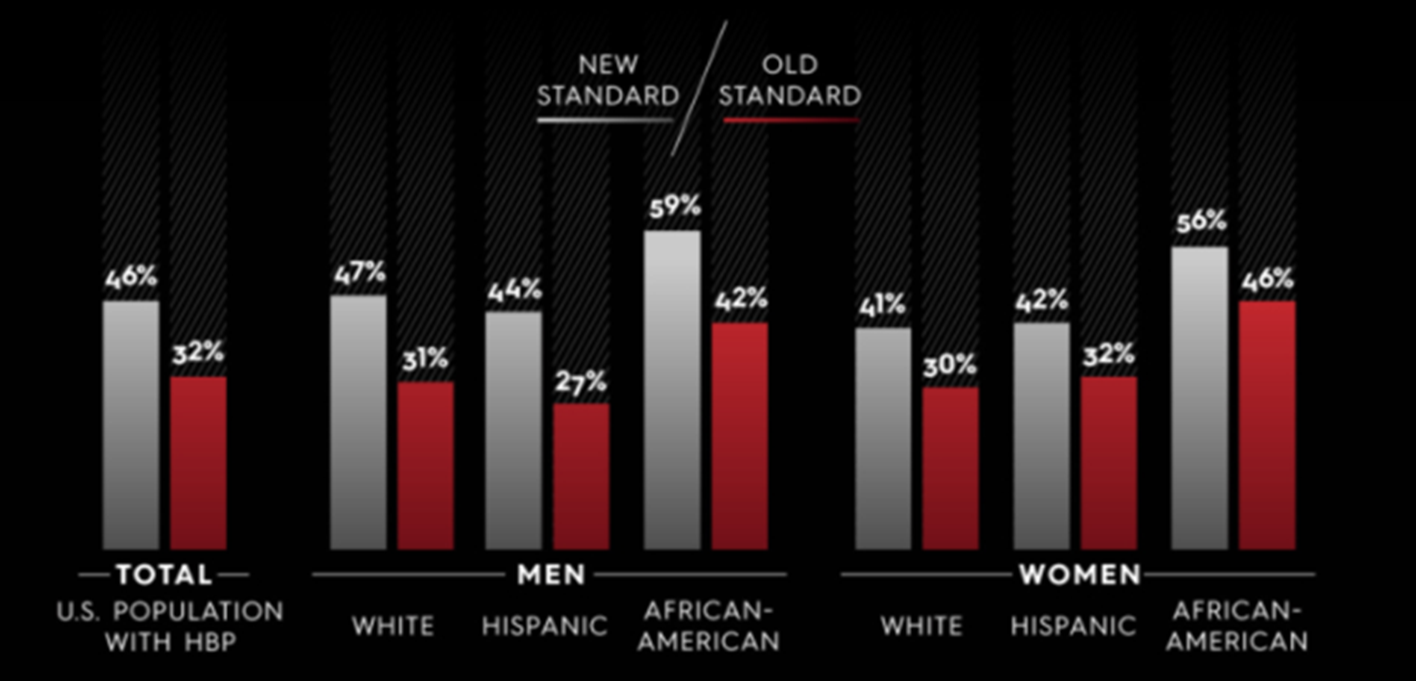 NEW
STANDARD
OLD
STANDARD
46%
32%
47%
31%
44%
27%
59%
42%
41%
30%
42%
32%
56%
46%
TOTAL
U.S. POPULATION
WITH HBP
MEN
WHITE
HISPANIC
AFRICAN-
AMERICAN
WOMEN
WHITE
HISPANIC
AFRICAN-
AMERICAN